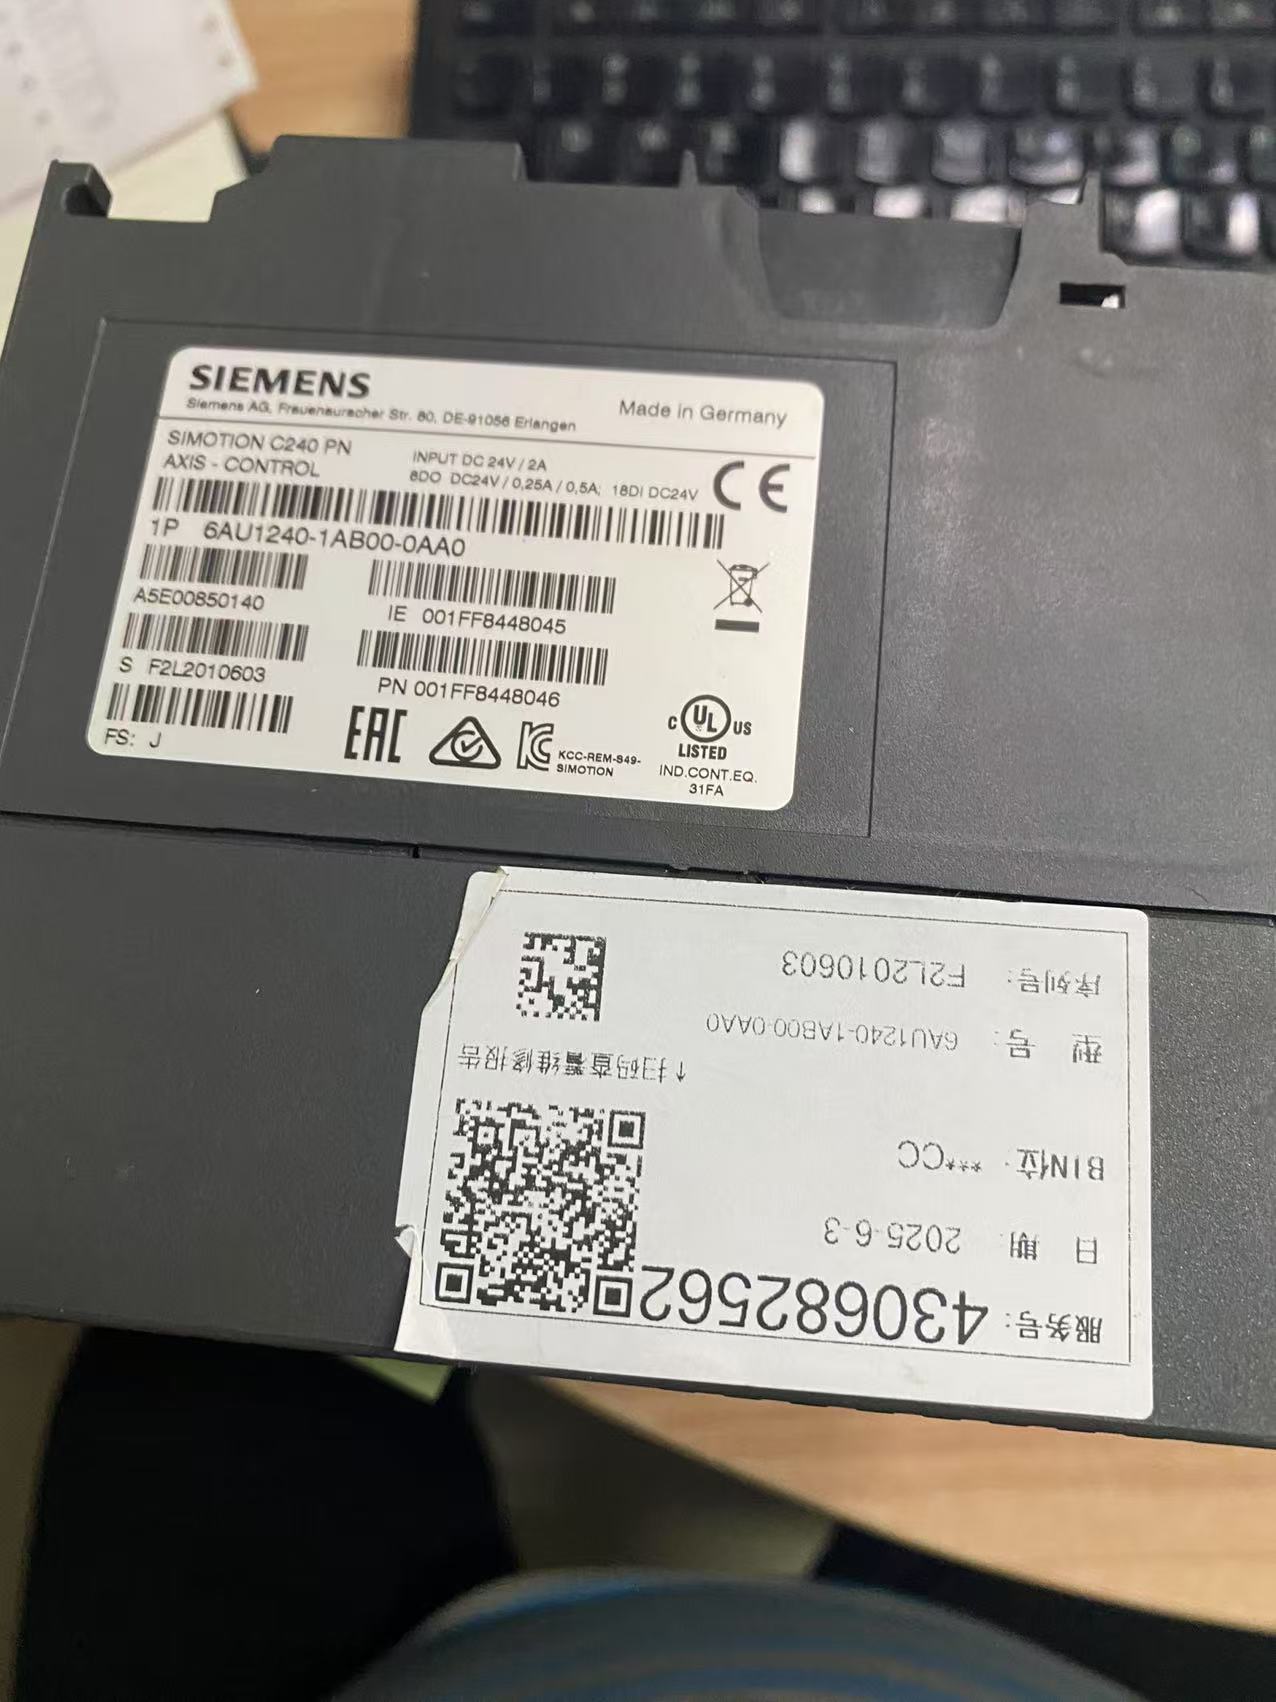 SIEMENS
Siemens AG, Frauenauracher Str. 80, DE-91056 Erlangen
Made in Germany
SIMOTION C240 PN
AXIS - CONTROL
INPUT DC 24V / 2A
8DO DC24V / 0,25A / 0,5A; 18DI DC24V
CE
1P 6AU1240-1AB00-0AA0
A5E00850140
IE 001FF8448045
S F2L2010603
PN 001FF8448046
FS: J
EAC
KCC-REM-S49-
SIMOTION
C UL US
LISTED
IND.CONT.EQ.
31FA
服务号: 430682562
日 期: 2025-6-3
BIN位: ***CC
型 号: 6AU1240-1AB00-0AA0
序列号: F2L2010603
↑扫码查看维修报告